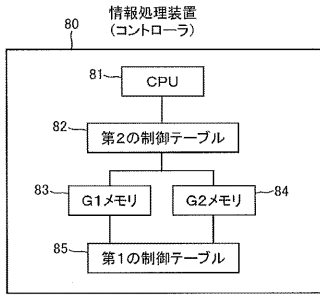 情報処理装置
(コントローラ)
80
81
CPU
82
第2の制御テーブル
83
G1メモリ
G2メモリ
84
85
第1の制御テーブル